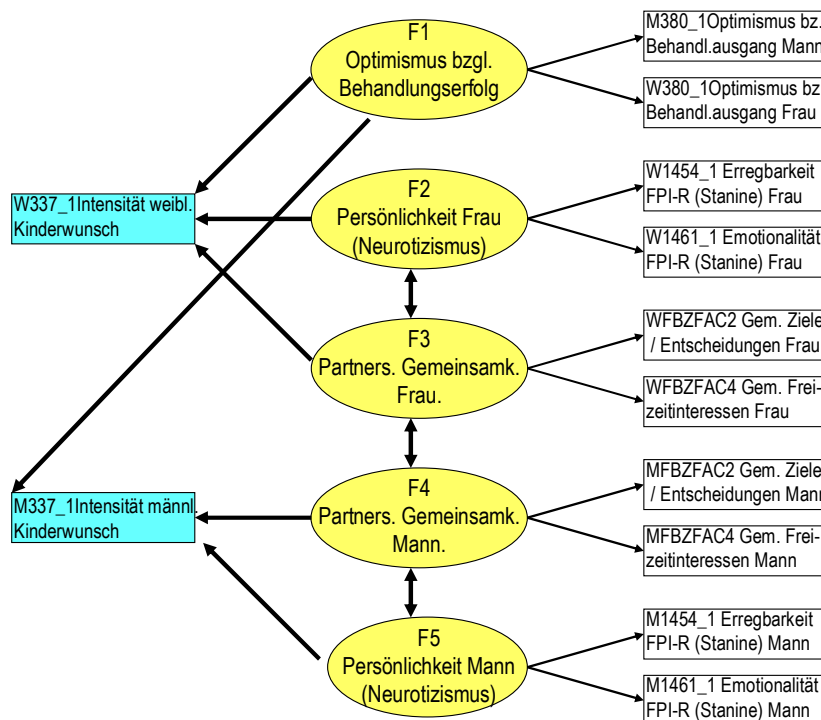 F1
Optimismus bzgl.
Behandlungserfolg
M380_1Optimismus bz.
Behandl.ausgang Mann
W380_1Optimismus bz
Behandl.ausgang Frau
W337_1Intensität weibl.
Kinderwunsch
F2
Persönlichkeit Frau
(Neurotizismus)
W1454_1 Erregbarkeit
FPI-R (Stanine) Frau
W1461_1 Emotionalität
FPI-R (Stanine) Frau
F3
Partners. Gemeinsamk.
Frau.
WFBZFAC2 Gem. Ziele
/ Entscheidungen Frau
WFBZFAC4 Gem. Frei-
zeitinteressen Frau
M337_1Intensität männl.
Kinderwunsch
F4
Partners. Gemeinsamk.
Mann.
MFBZFAC2 Gem. Ziele
/ Entscheidungen Mann
MFBZFAC4 Gem. Frei-
zeitinteressen Mann
F5
Persönlichkeit Mann
(Neurotizismus)
M1454_1 Erregbarkeit
FPI-R (Stanine) Mann
M1461_1 Emotionalität
FPI-R (Stanine) Mann